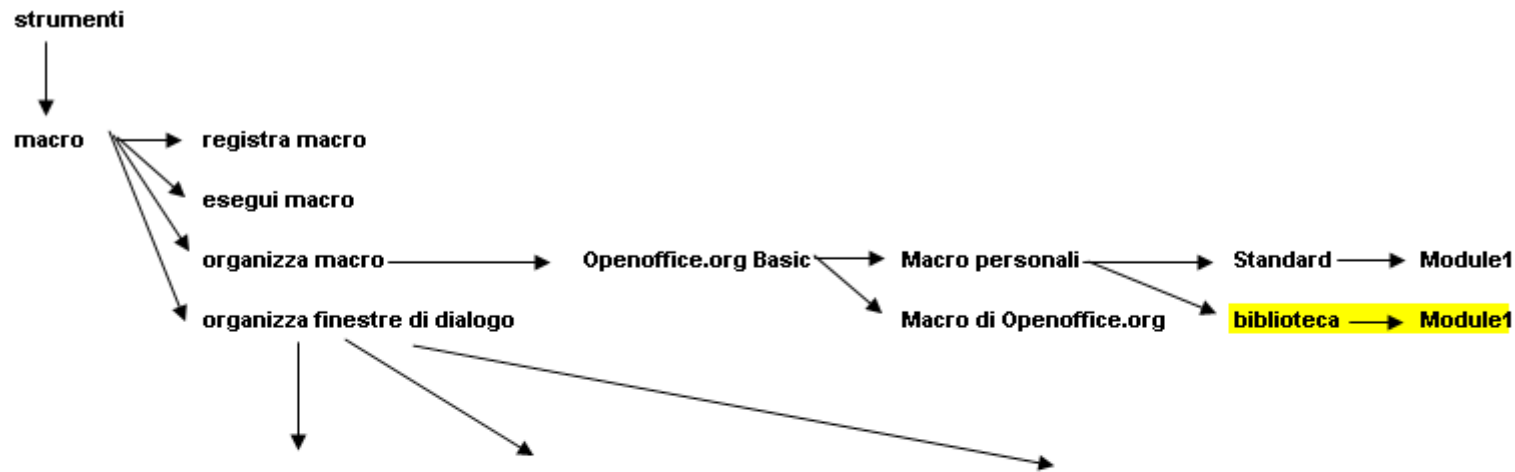 strumenti
macro registra macro
esegui macro
organizza macro Openoffice.org Basic Macro personali Standard Module1
organizza finestre di dialogo Macro di Openoffice.org biblioteca Module1